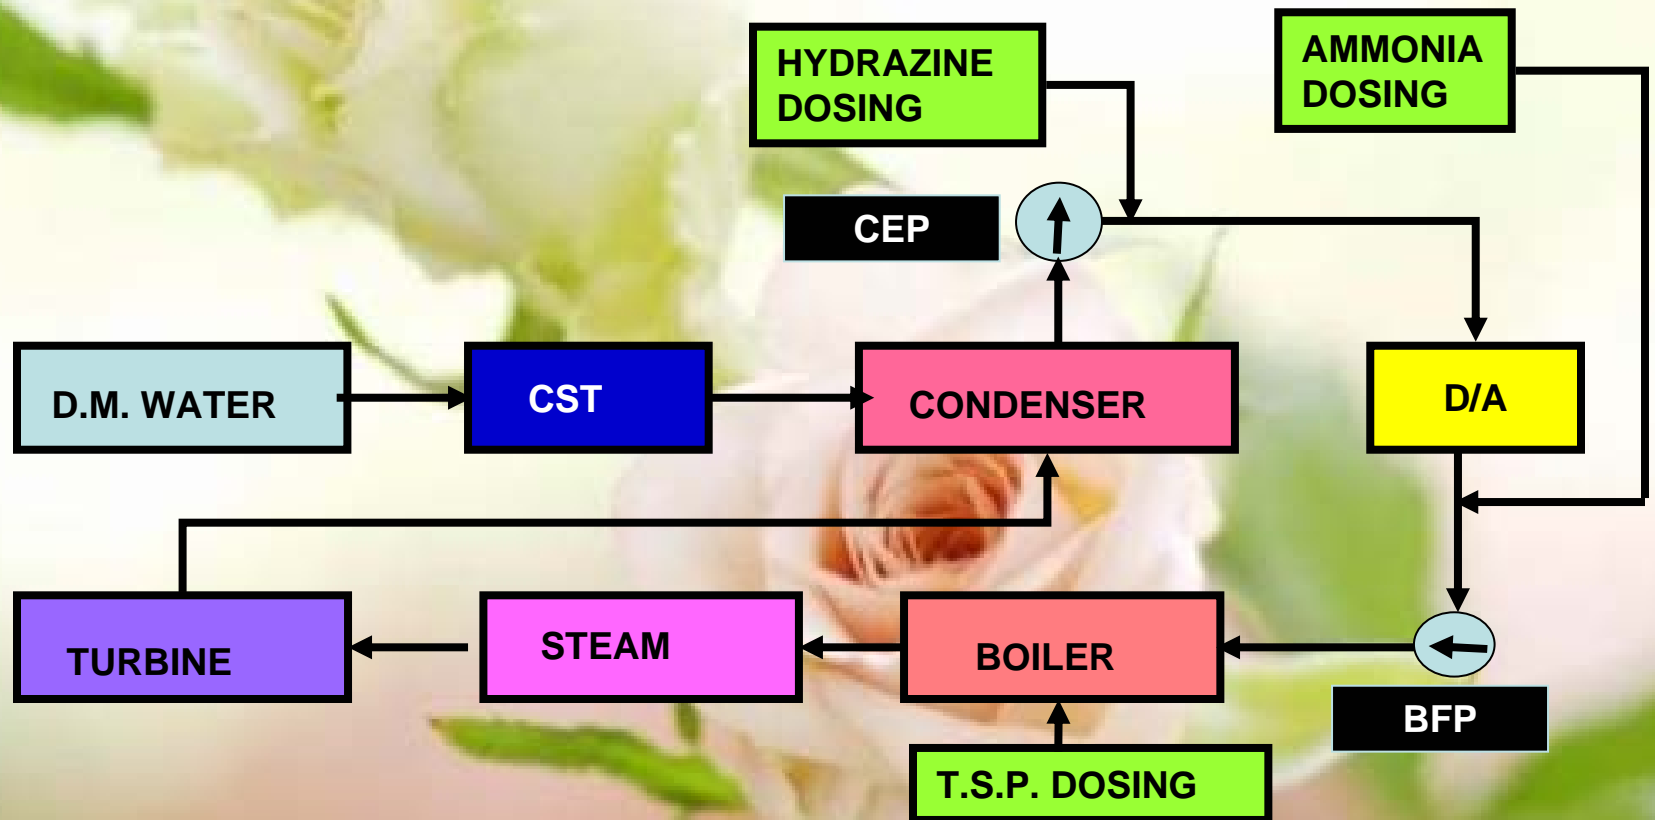 HYDRAZINE
DOSING
AMMONIA
DOSING
CEP
D.M. WATER
CST
CONDENSER
D/A
TURBINE
STEAM
BOILER
BFP
T.S.P. DOSING